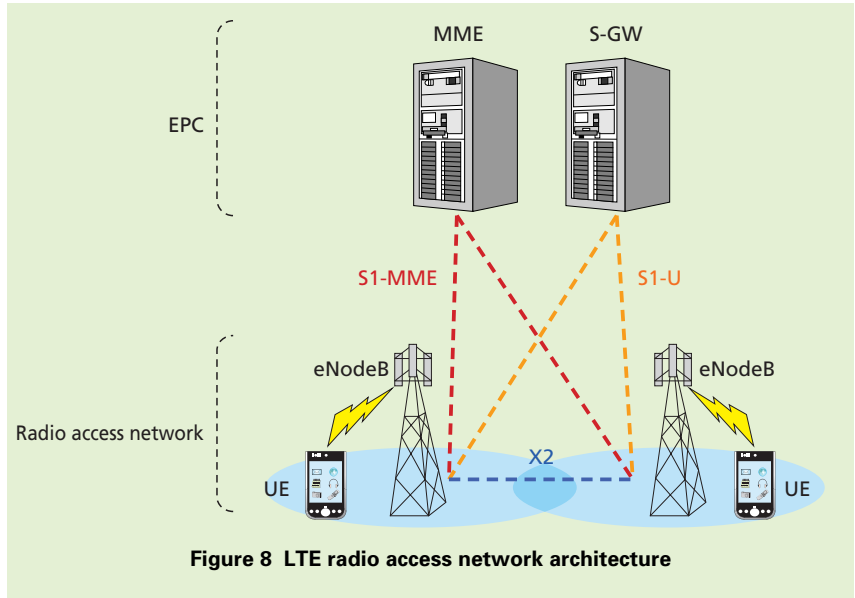 MME
S-GW
EPC
S1-MME
S1-U
eNodeB
eNodeB
Radio access network
X2
UE
UE
Figure 8 LTE radio access network architecture